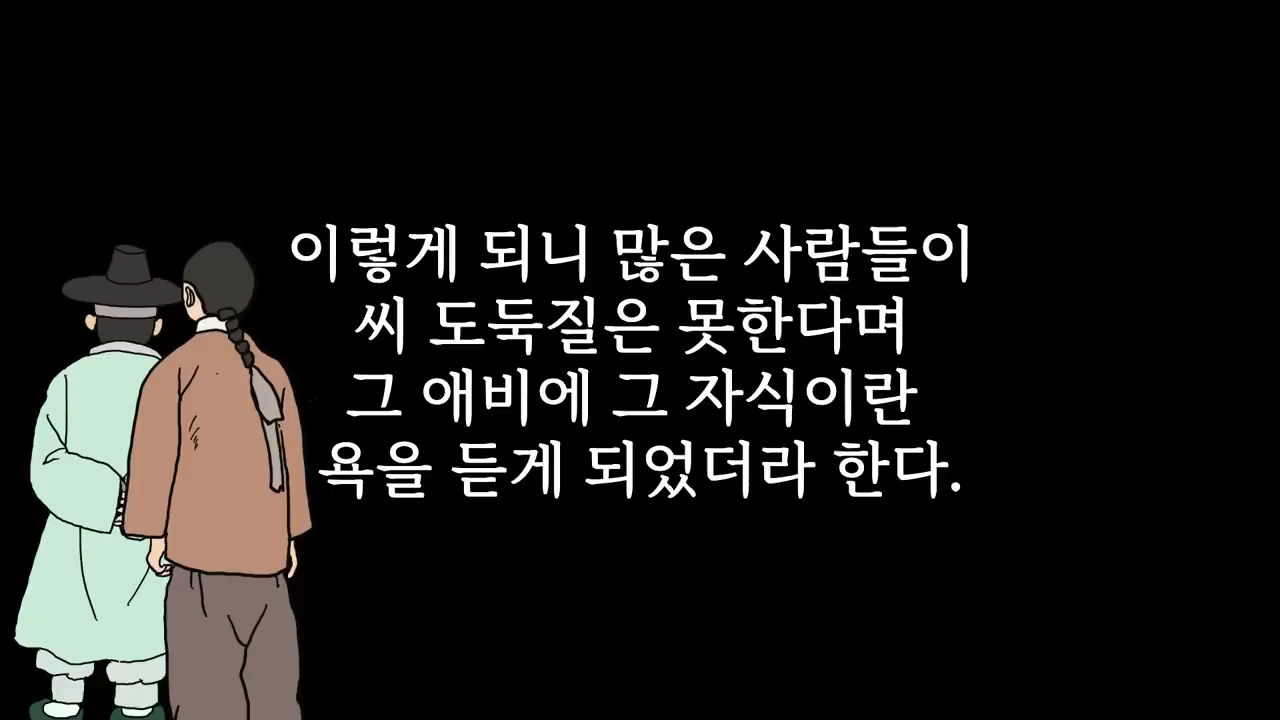 이렇게 되니 많은 사람들이
씨 도둑질은 못한다며
그 애비에 그 자식이란
욕을 듣게 되었더라 한다.